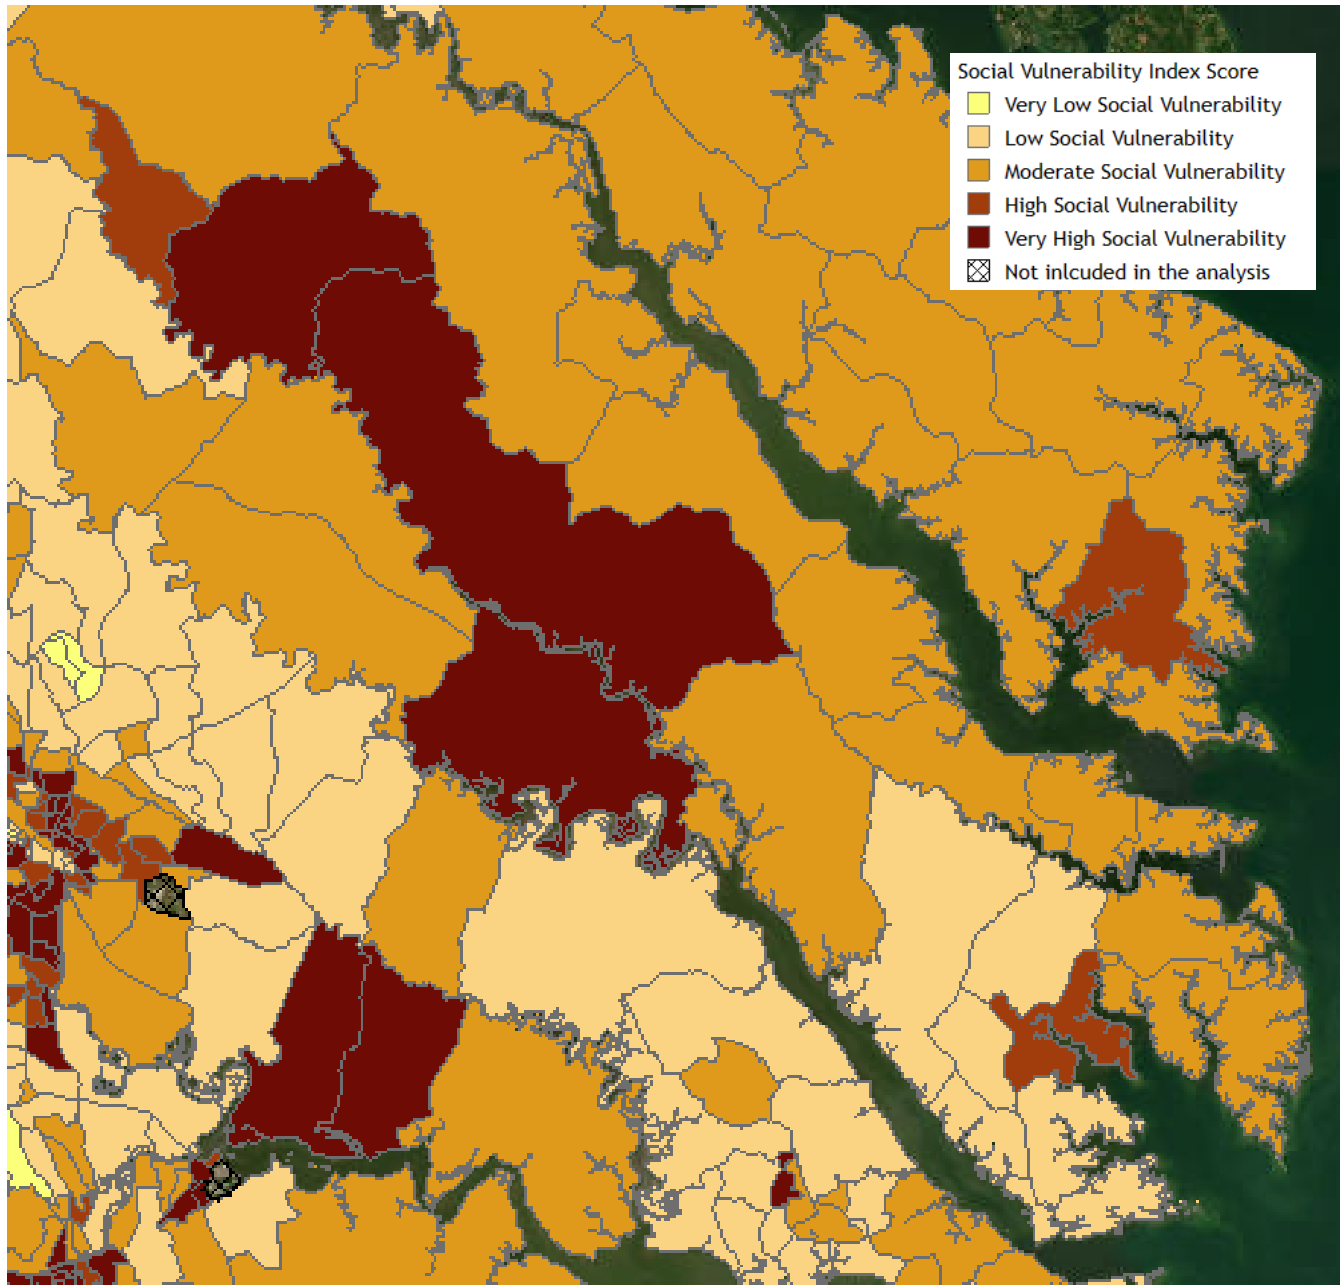 Social Vulnerability Index Score
Very Low Social Vulnerability
Low Social Vulnerability
Moderate Social Vulnerability
High Social Vulnerability
Very High Social Vulnerability
Not inlcuded in the analysis